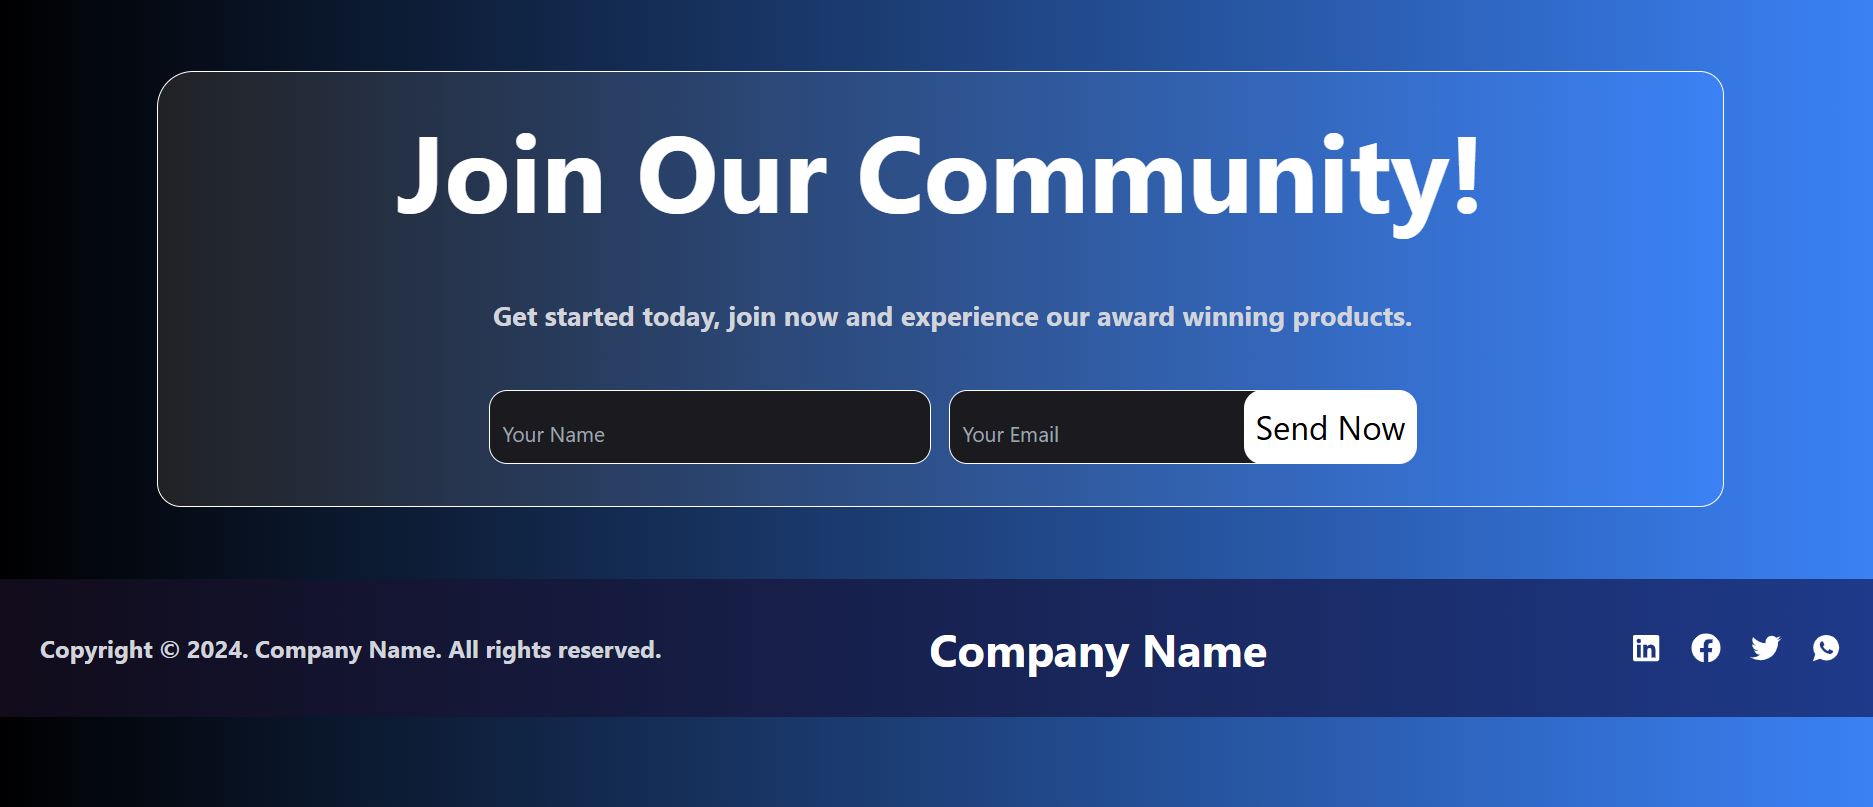 Join Our Community!
Get started today, join now and experience our award winning products.
Your Name
Your Email
Send Now
Copyright © 2024. Company Name. All rights reserved.
Company Name
in